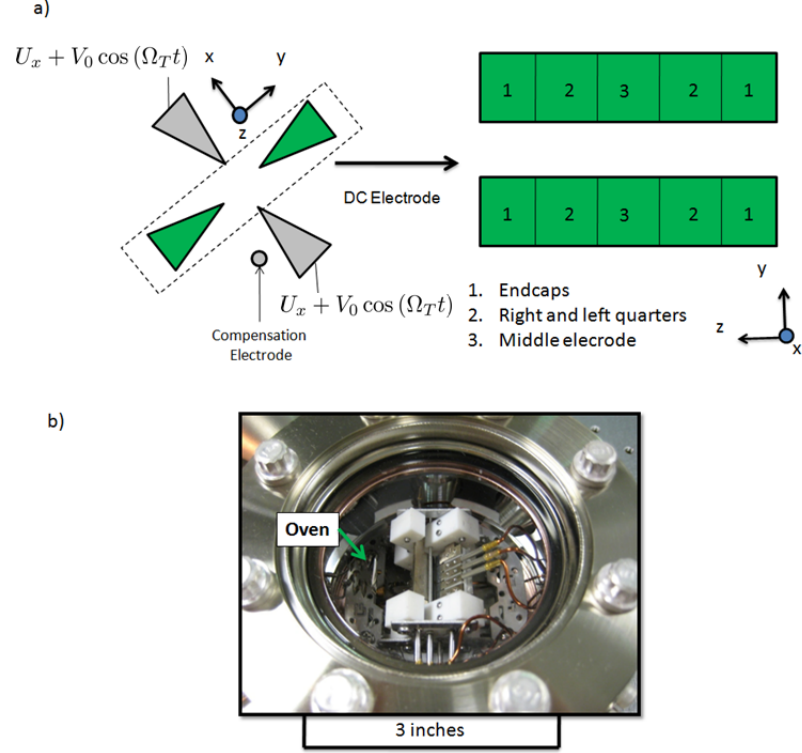 a)
U_x + V_0 cos (Ω_T t)
x
y
z
DC Electrode
1 2 3 2 1
1 2 3 2 1
U_x + V_0 cos (Ω_T t)
Compensation
Electrode
1. Endcaps
2. Right and left quarters
3. Middle elecrode
y
z
x
b)
Oven
3 inches